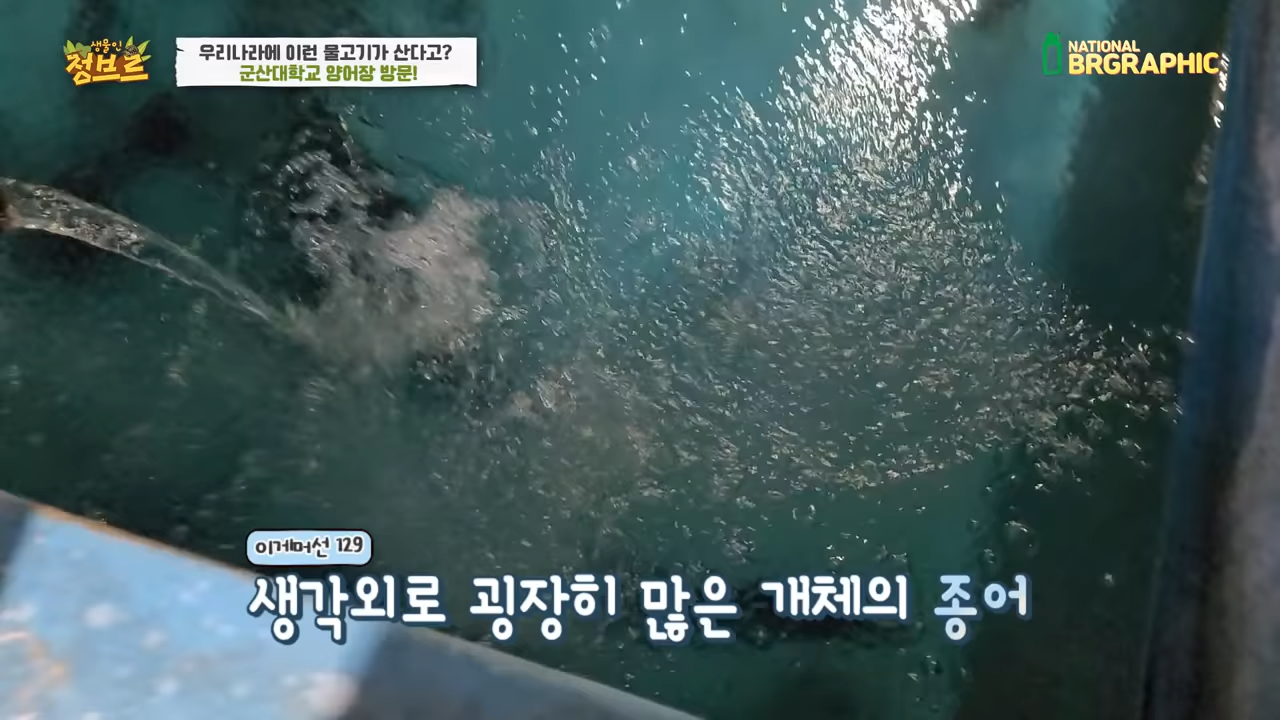 생물인
정브르
우리나라에 이런 물고기가 산다고?
군산대학교 양어장 방문!
NATIONAL
BRGRAPHIC
이게머선 129
생각외로 굉장히 많은 개체의 종어